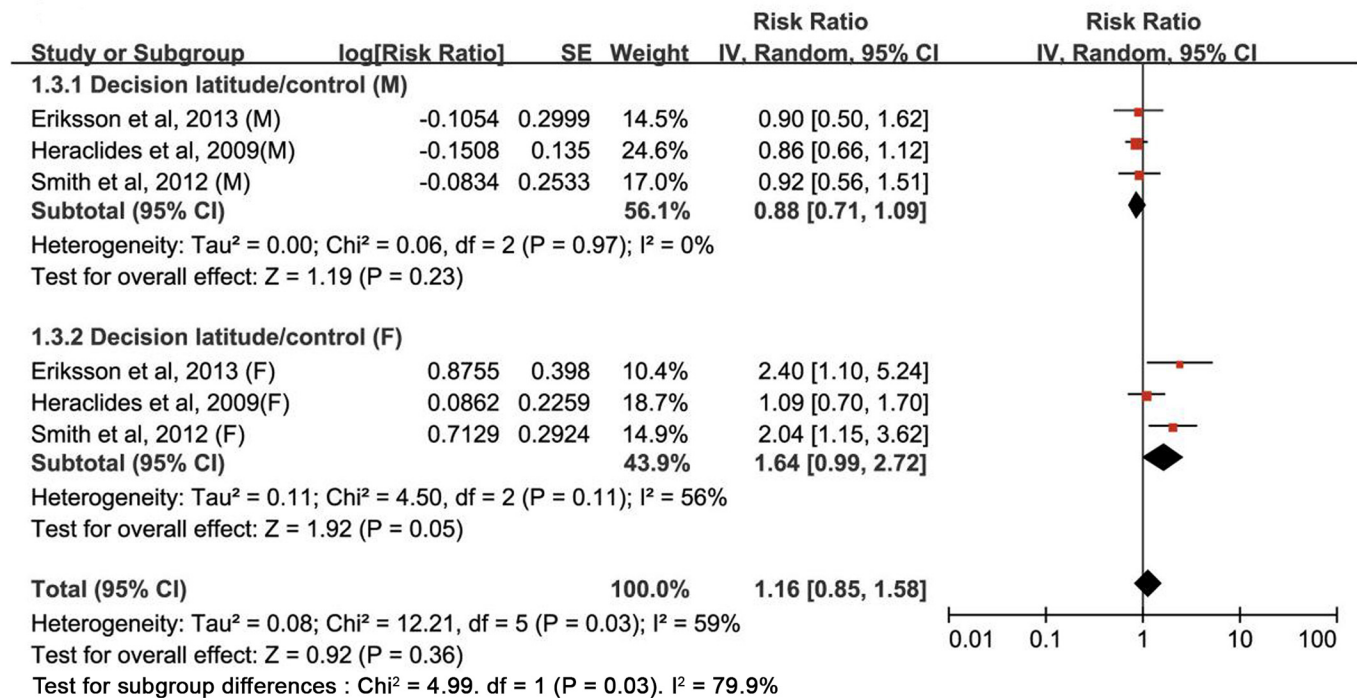 Risk Ratio Risk Ratio
Study or Subgroup log[Risk Ratio] SE Weight IV, Random, 95% CI IV, Random, 95% CI
1.3.1 Decision latitude/control (M)
Eriksson et al, 2013 (M) -0.1054 0.2999 14.5% 0.90 [0.50, 1.62]
Heraclides et al, 2009(M) -0.1508 0.135 24.6% 0.86 [0.66, 1.12]
Smith et al, 2012 (M) -0.0834 0.2533 17.0% 0.92 [0.56, 1.51]
Subtotal (95% CI) 56.1% 0.88 [0.71, 1.09]
Heterogeneity: Tau² = 0.00; Chi² = 0.06, df = 2 (P = 0.97); I² = 0%
Test for overall effect: Z = 1.19 (P = 0.23)
1.3.2 Decision latitude/control (F)
Eriksson et al, 2013 (F) 0.8755 0.398 10.4% 2.40 [1.10, 5.24]
Heraclides et al, 2009(F) 0.0862 0.2259 18.7% 1.09 [0.70, 1.70]
Smith et al, 2012 (F) 0.7129 0.2924 14.9% 2.04 [1.15, 3.62]
Subtotal (95% CI) 43.9% 1.64 [0.99, 2.72]
Heterogeneity: Tau² = 0.11; Chi² = 4.50, df = 2 (P = 0.11); I² = 56%
Test for overall effect: Z = 1.92 (P = 0.05)
Total (95% CI) 100.0% 1.16 [0.85, 1.58]
Heterogeneity: Tau² = 0.08; Chi² = 12.21, df = 5 (P = 0.03); I² = 59%
Test for overall effect: Z = 0.92 (P = 0.36)
Test for subgroup differences : Chi² = 4.99. df = 1 (P = 0.03). I² = 79.9%
0.01 0.1 1 10 100